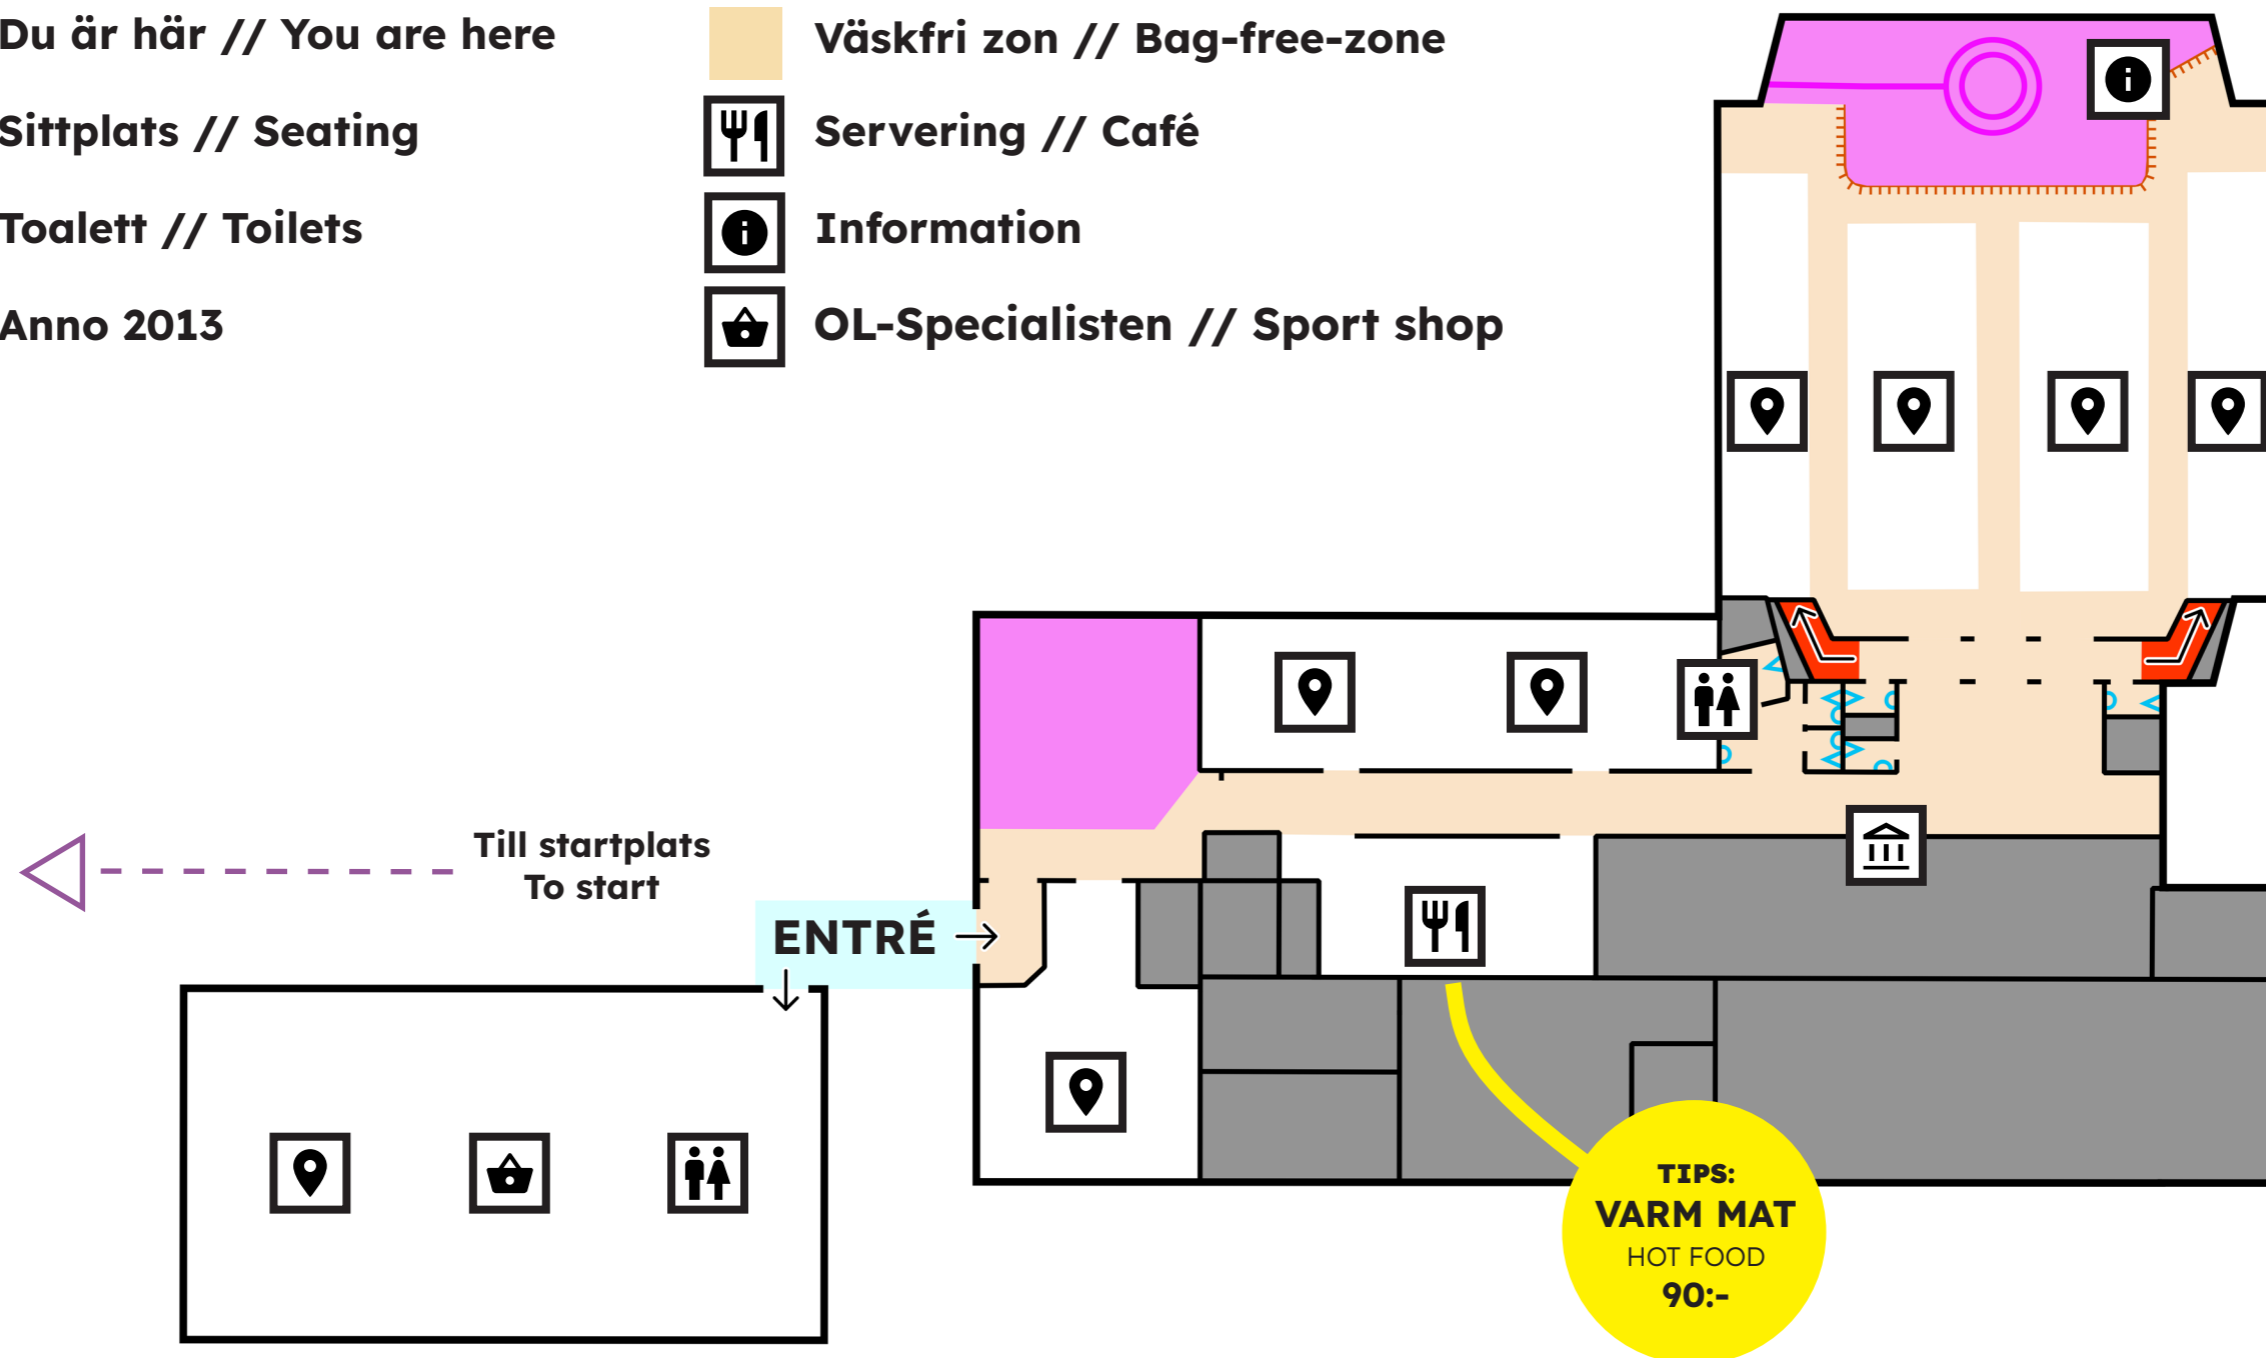 Du är här // You are here
Sittplats // Seating
Toalett // Toilets
Anno 2013
Väskfri zon // Bag-free-zone
Servering // Café
Information
OL-Specialisten // Sport shop
Till startplats
To start
ENTRÉ
TIPS:
VARM MAT
HOT FOOD
90:-